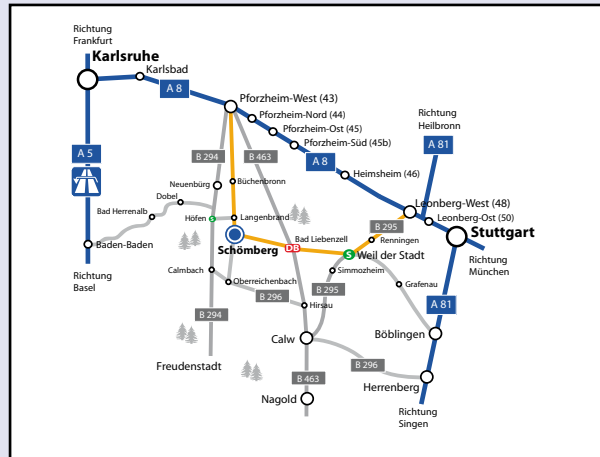 Richtung
Frankfurt
Karlsruhe
Karlsbad
A 8
Pforzheim-West (43)
Pforzheim-Nord (44)
Pforzheim-Ost (45)
Pforzheim-Süd (45b)
Richtung
Heilbronn
A 81
A 5
B 294
B 463
A 8
Heimsheim (46)
Neuenbürg
Büchenbronn
Dobel
Bad Herrenalb
Höfen
S
Langenbrand
Leonberg-West (48)
Leonberg-Ost (50)
B 295
Renningen
Stuttgart
Baden-Baden
Schömberg
DB
Bad Liebenzell
S
Weil der Stadt
Richtung
München
Richtung
Basel
Calmbach
Oberreichenbach
Simmozheim
Grafenau
B 296
B 295
Hirsau
A 81
B 294
Calw
Böblingen
Freudenstadt
B 296
B 463
Herrenberg
Nagold
Richtung
Singen